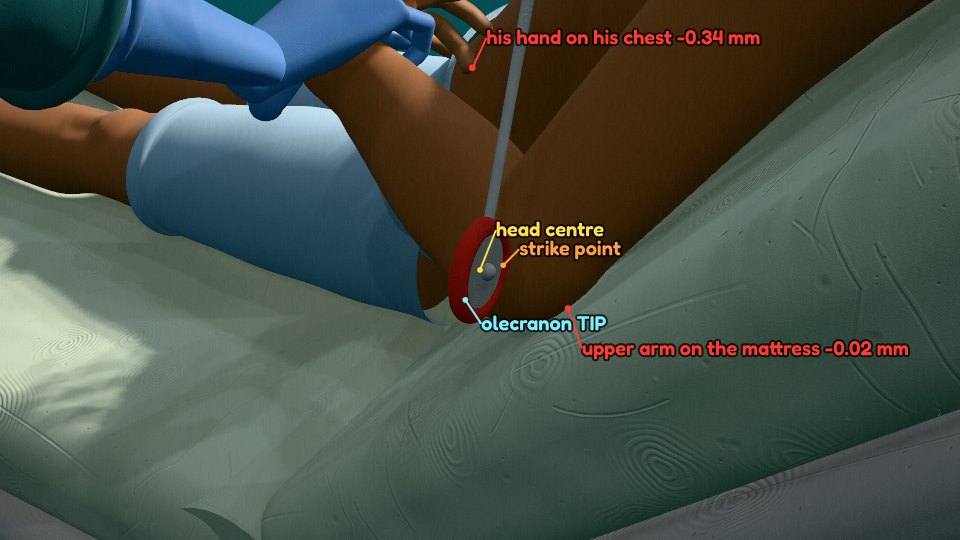 his hand on his chest -0.34 mm
head centre
strike point
olecranon TIP
upper arm on the mattress -0.02 mm